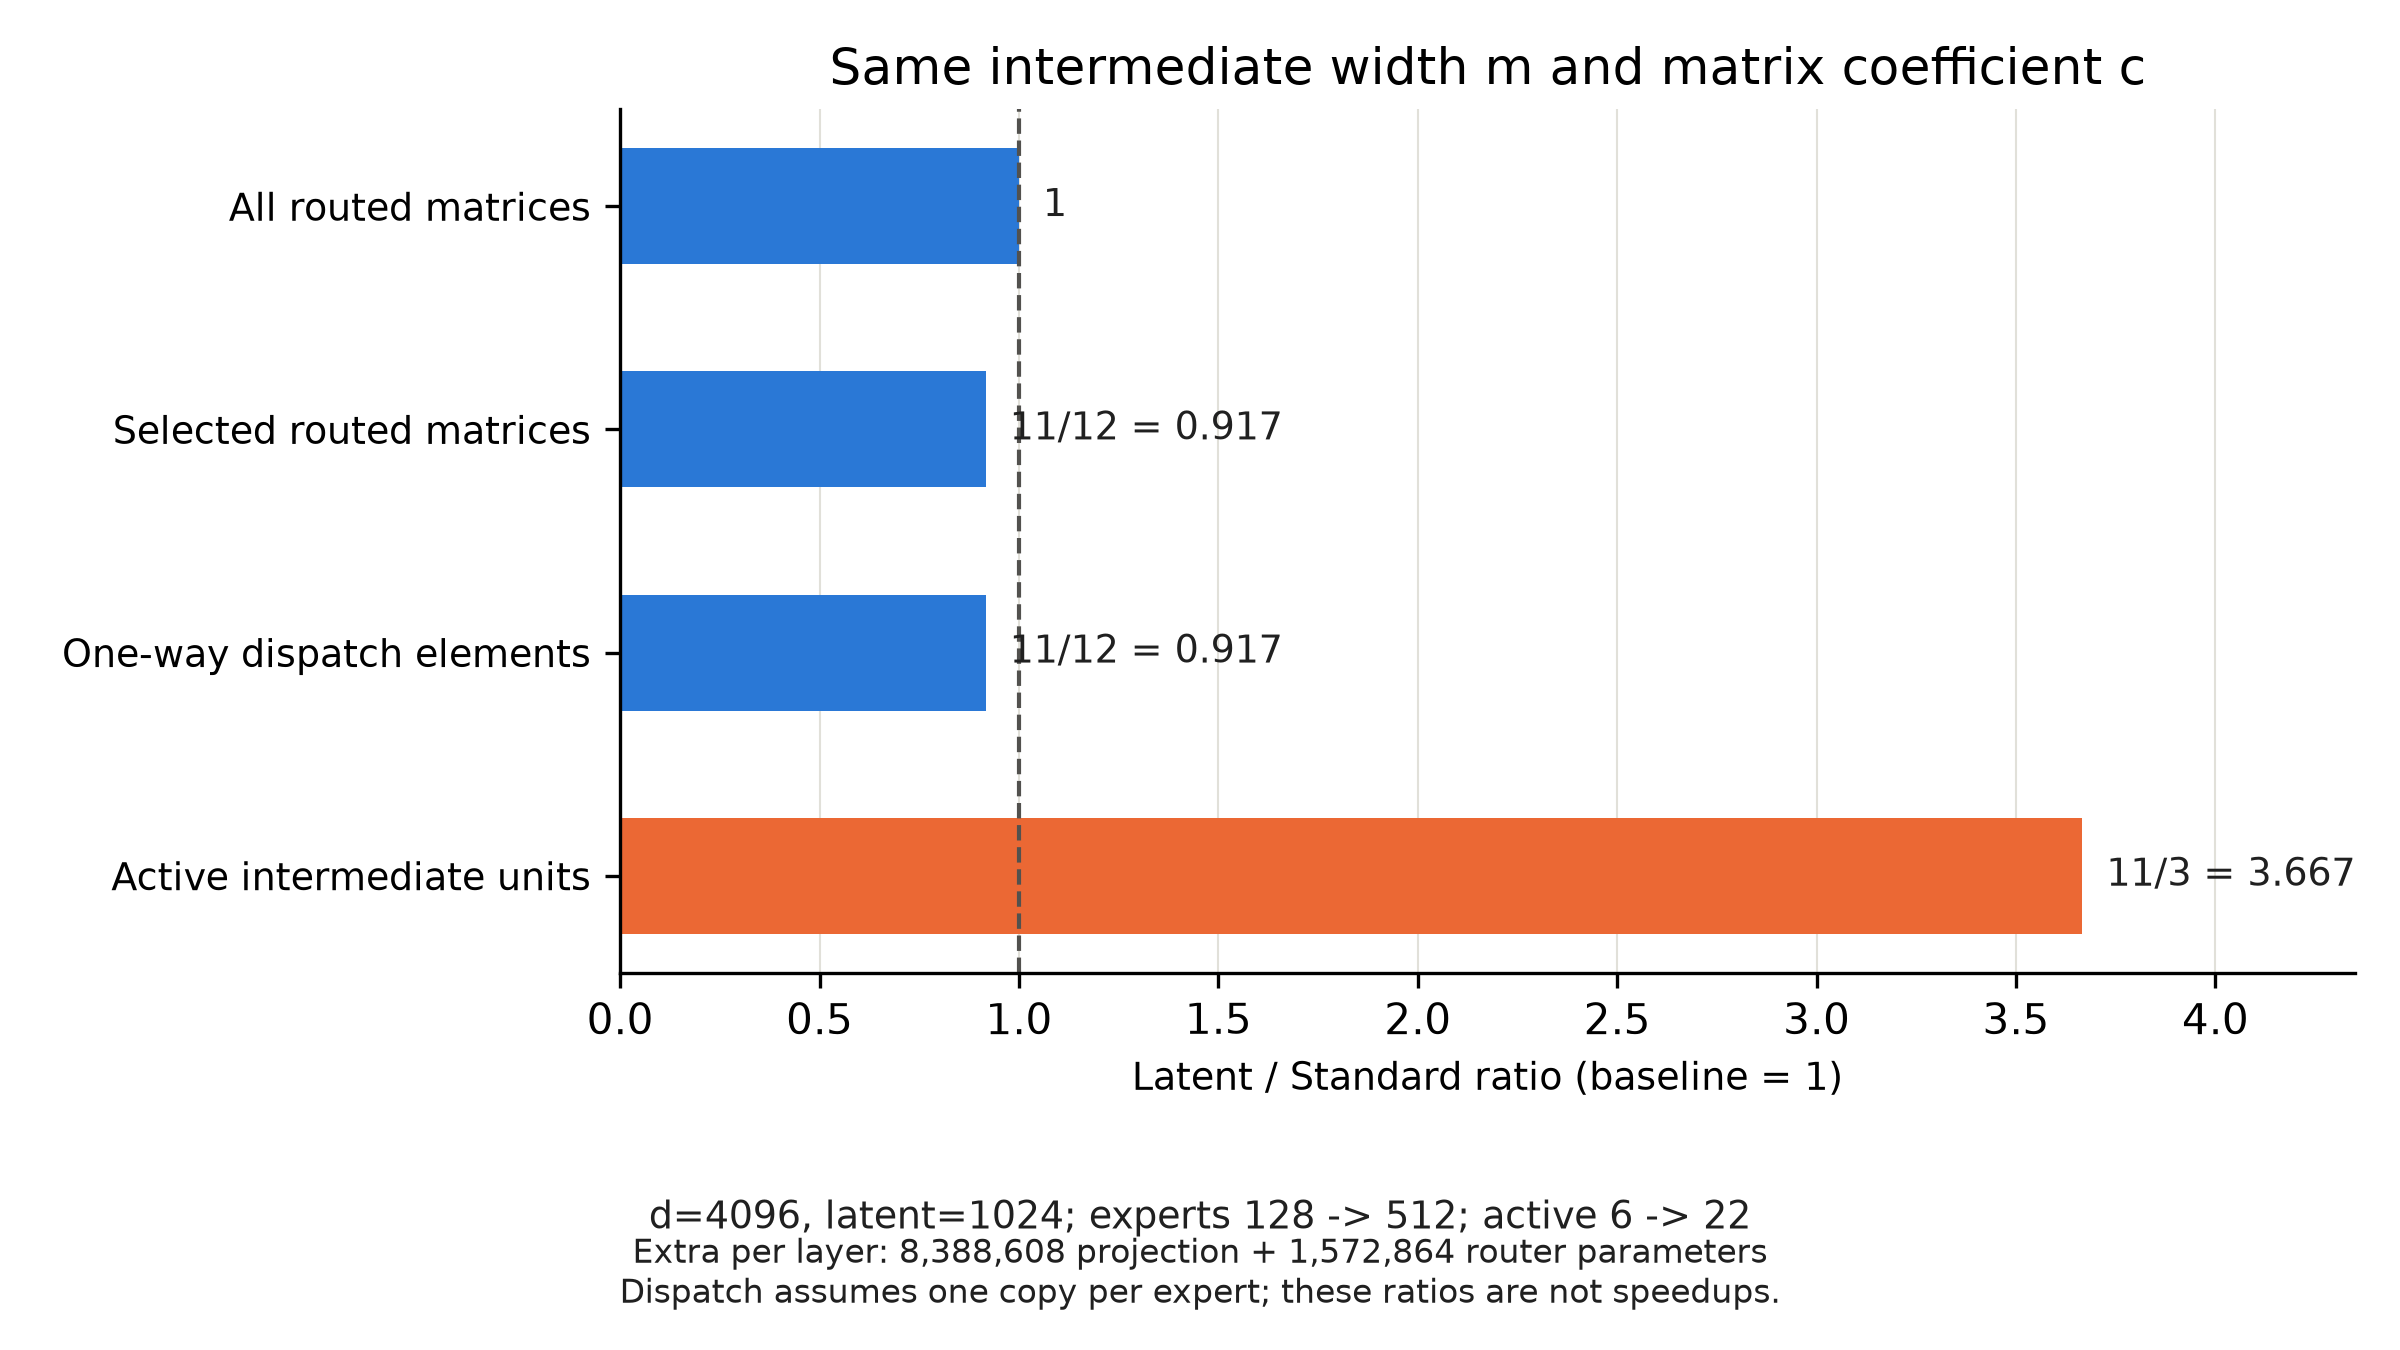 Same intermediate width m and matrix coefficient c
All routed matrices
1
Selected routed matrices
11/12 = 0.917
One-way dispatch elements
11/12 = 0.917
Active intermediate units
11/3 = 3.667
0.0 0.5 1.0 1.5 2.0 2.5 3.0 3.5 4.0
Latent / Standard ratio (baseline = 1)
d=4096, latent=1024; experts 128 -> 512; active 6 -> 22
Extra per layer: 8,388,608 projection + 1,572,864 router parameters
Dispatch assumes one copy per expert; these ratios are not speedups.